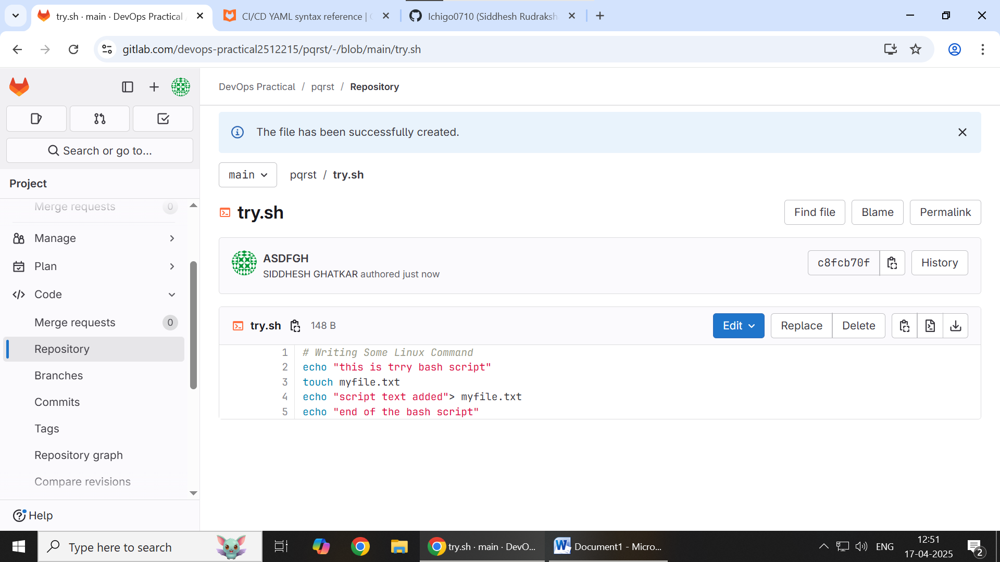 try.sh · main · DevOps Practical /
CI/CD YAML syntax reference |
Ichigo0710 (Siddhesh Rudraksh
gitlab.com/devops-practical2512215/pqrst/-/blob/main/try.sh
Search or go to...
Project
Merge requests 0
Manage
Plan
Code
Merge requests 0
Repository
Branches
Commits
Tags
Repository graph
Compare revisions
Help
DevOps Practical / pqrst / Repository
The file has been successfully created.
main
pqrst / try.sh
try.sh
Find file
Blame
Permalink
ASDFGH
SIDDHESH GHATKAR authored just now
c8fcb70f
History
try.sh 148 B
Edit
Replace
Delete
1 # Writing Some Linux Command
2 echo "this is trry bash script"
3 touch myfile.txt
4 echo "script text added"> myfile.txt
5 echo "end of the bash script"
Type here to search
try.sh · main · DevO...
Document1 - Micro...
ENG
12:51
17-04-2025
2